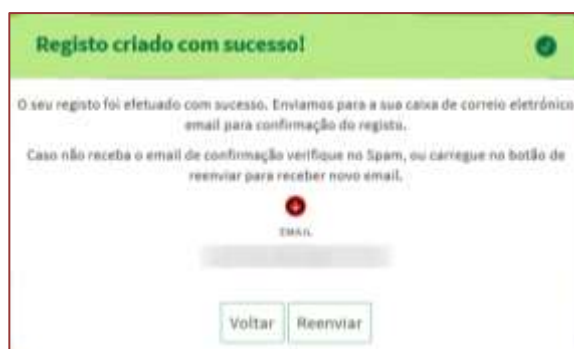 Registo criado com sucesso!
O seu registo foi efetuado com sucesso. Enviamos para a sua caixa de correio eletrónico
email para confirmação do registo.
Caso não receba o email de confirmação verifique no Spam, ou carregue no botão de
reenviar para receber novo email.
EMAIL
Voltar
Reenviar